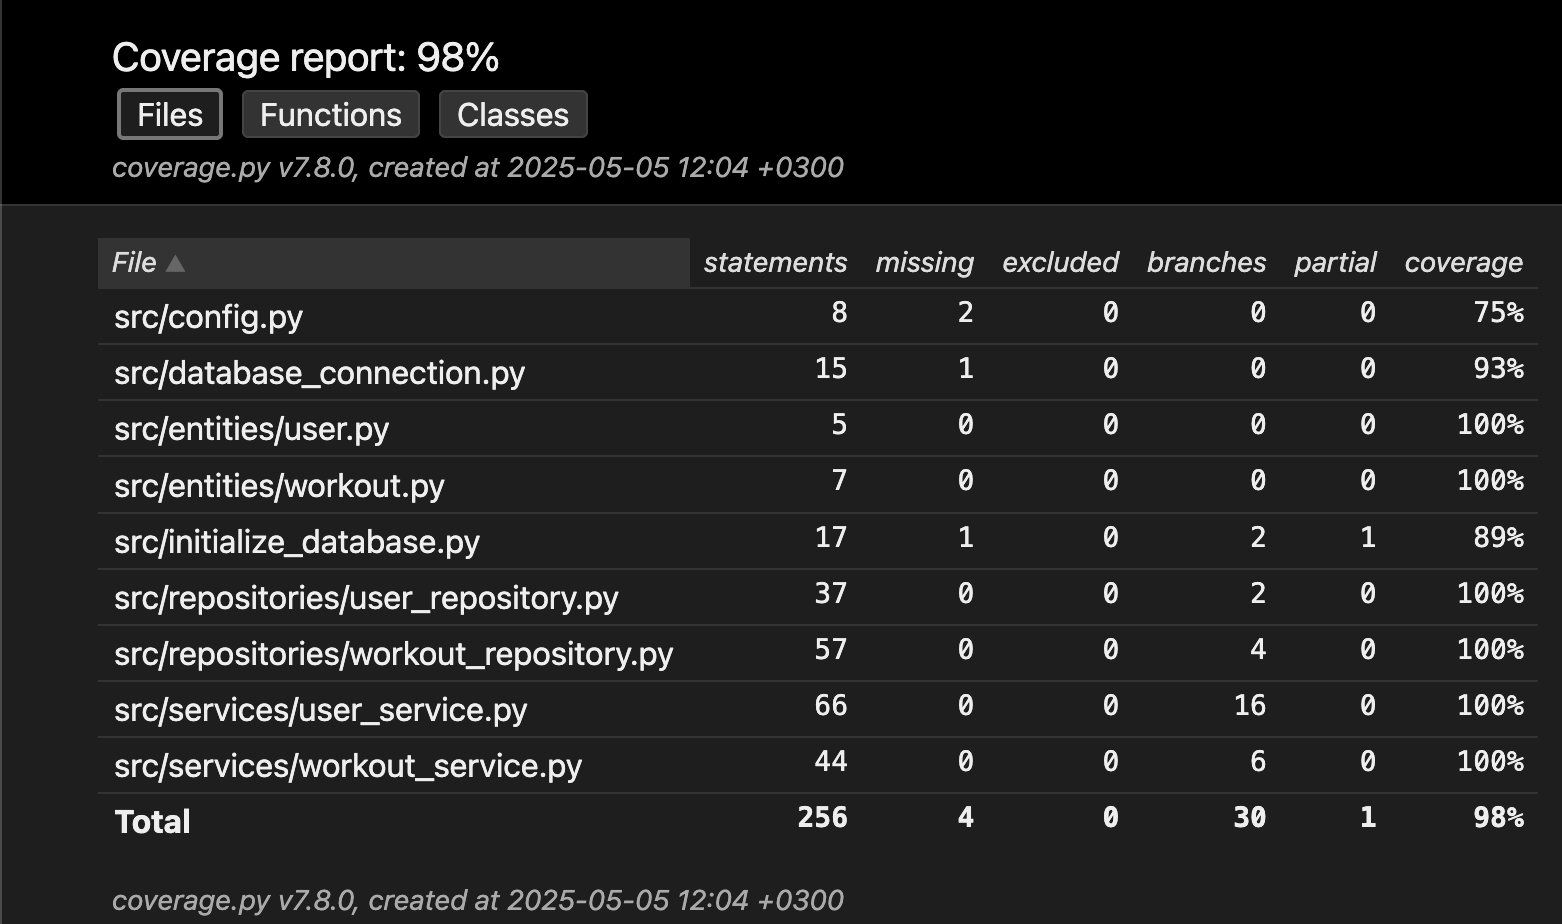 Coverage report: 98%
Files Functions Classes
coverage.py v7.8.0, created at 2025-05-05 12:04 +0300
File ▲ statements missing excluded branches partial coverage
src/config.py 8 2 0 0 0 75%
src/database_connection.py 15 1 0 0 0 93%
src/entities/user.py 5 0 0 0 0 100%
src/entities/workout.py 7 0 0 0 0 100%
src/initialize_database.py 17 1 0 2 1 89%
src/repositories/user_repository.py 37 0 0 2 0 100%
src/repositories/workout_repository.py 57 0 0 4 0 100%
src/services/user_service.py 66 0 0 16 0 100%
src/services/workout_service.py 44 0 0 6 0 100%
Total 256 4 0 30 1 98%
coverage.py v7.8.0, created at 2025-05-05 12:04 +0300